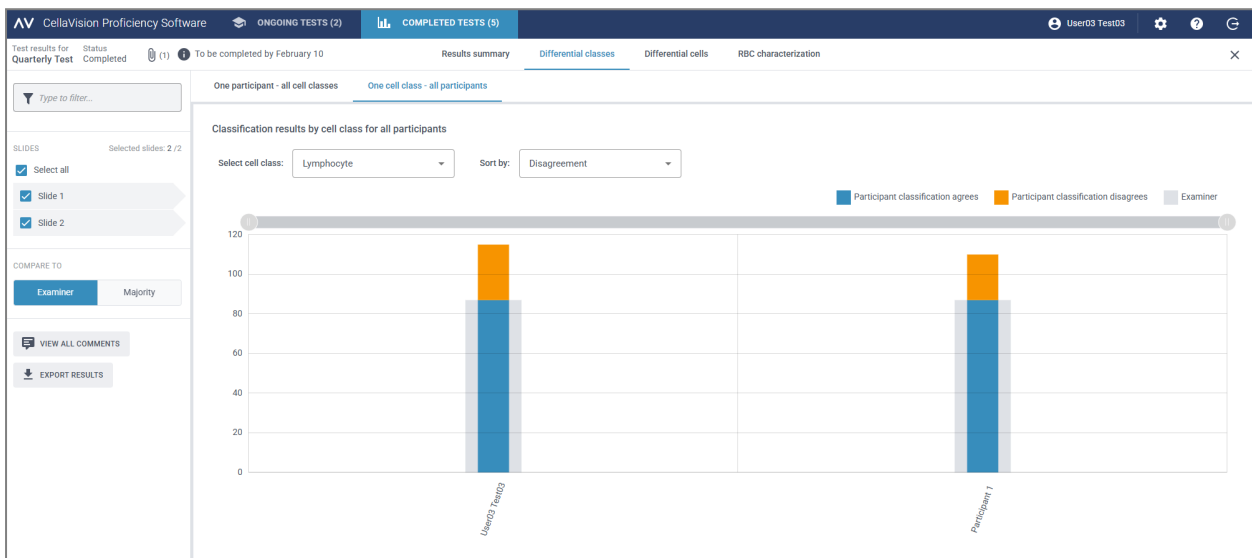 CellaVision Proficiency Software
ONGOING TESTS (2)
COMPLETED TESTS (5)
User03 Test03
Test results for
Quarterly Test
Status
Completed
(1)
To be completed by February 10
Results summary
Differential classes
Differential cells
RBC characterization
Type to filter...
One participant - all cell classes
One cell class - all participants
SLIDES
Selected slides: 2 /2
Select all
Slide 1
Slide 2
COMPARE TO
Examiner
Majority
VIEW ALL COMMENTS
EXPORT RESULTS
Classification results by cell class for all participants
Select cell class:
Lymphocyte
Sort by:
Disagreement
Participant classification agrees
Participant classification disagrees
Examiner
120
100
80
60
40
20
0
User03 Test03
Participant 1